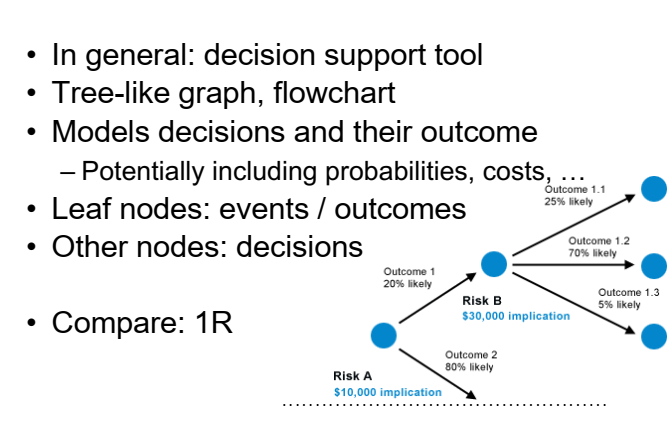 • In general: decision support tool
• Tree-like graph, flowchart
• Models decisions and their outcome
– Potentially including probabilities, costs, …
• Leaf nodes: events / outcomes
• Other nodes: decisions
• Compare: 1R
Outcome 1.1
25% likely
Outcome 1.2
70% likely
Outcome 1
20% likely
Outcome 1.3
5% likely
Risk B
$30,000 implication
Outcome 2
80% likely
Risk A
$10,000 implication